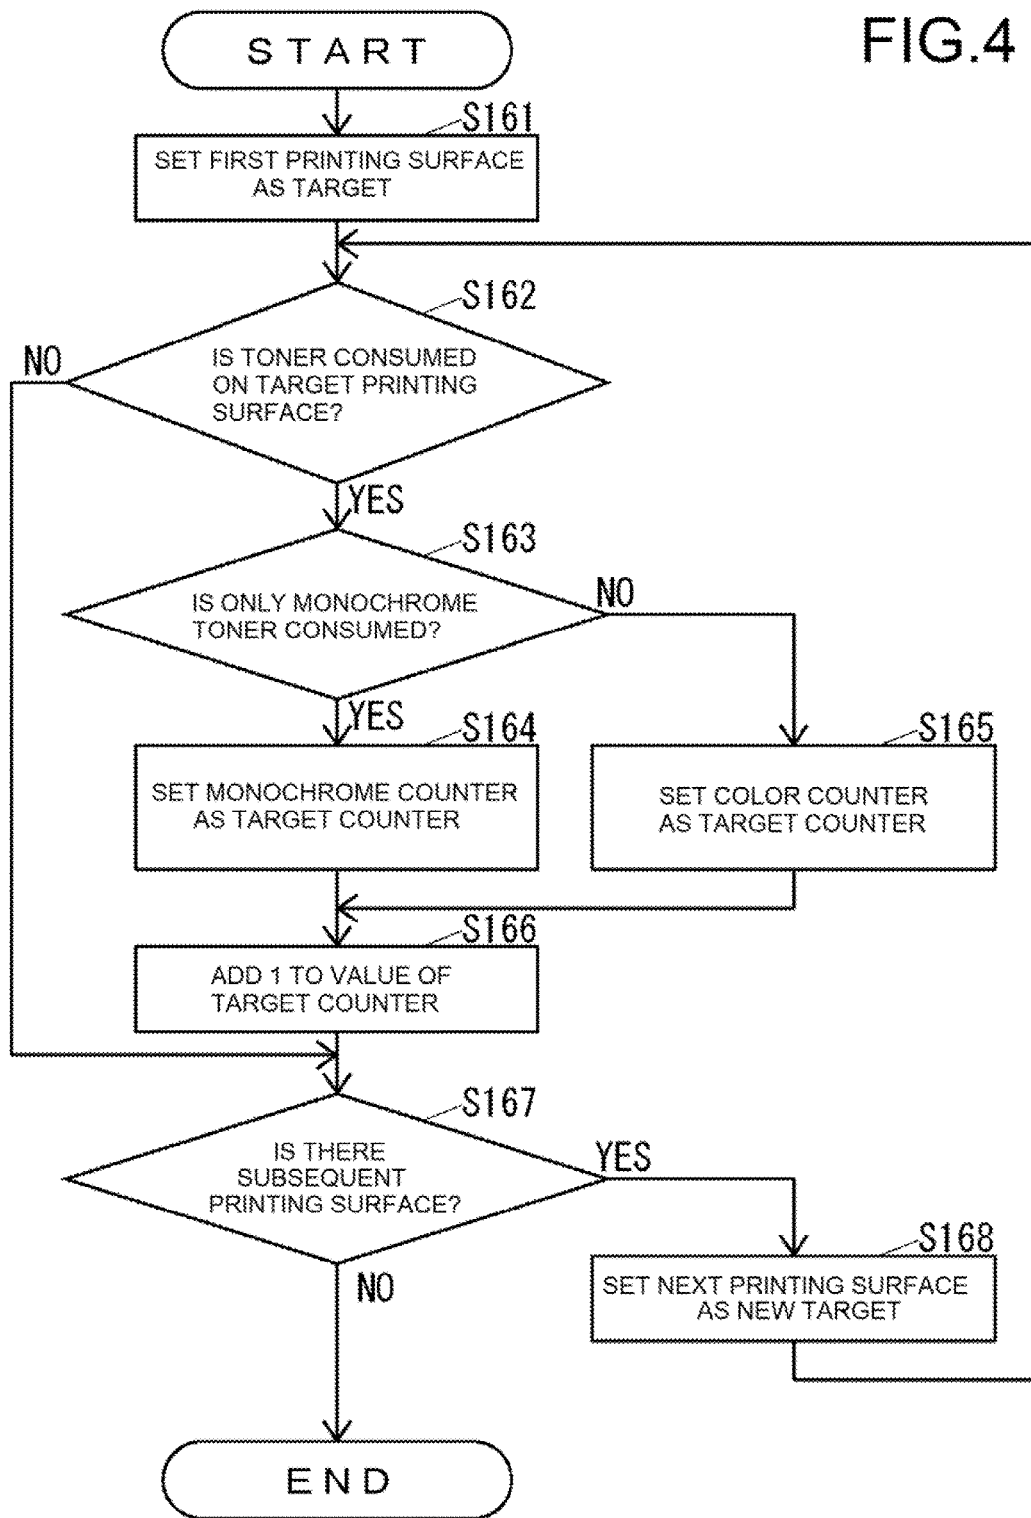 FIG.4
START
S161
SET FIRST PRINTING SURFACE
AS TARGET
S162
NO
IS TONER CONSUMED
ON TARGET PRINTING
SURFACE?
YES
S163
IS ONLY MONOCHROME
TONER CONSUMED?
NO
YES
S164
SET MONOCHROME COUNTER
AS TARGET COUNTER
S165
SET COLOR COUNTER
AS TARGET COUNTER
S166
ADD 1 TO VALUE OF
TARGET COUNTER
S167
IS THERE
SUBSEQUENT
PRINTING SURFACE?
YES
NO
S168
SET NEXT PRINTING SURFACE
AS NEW TARGET
END